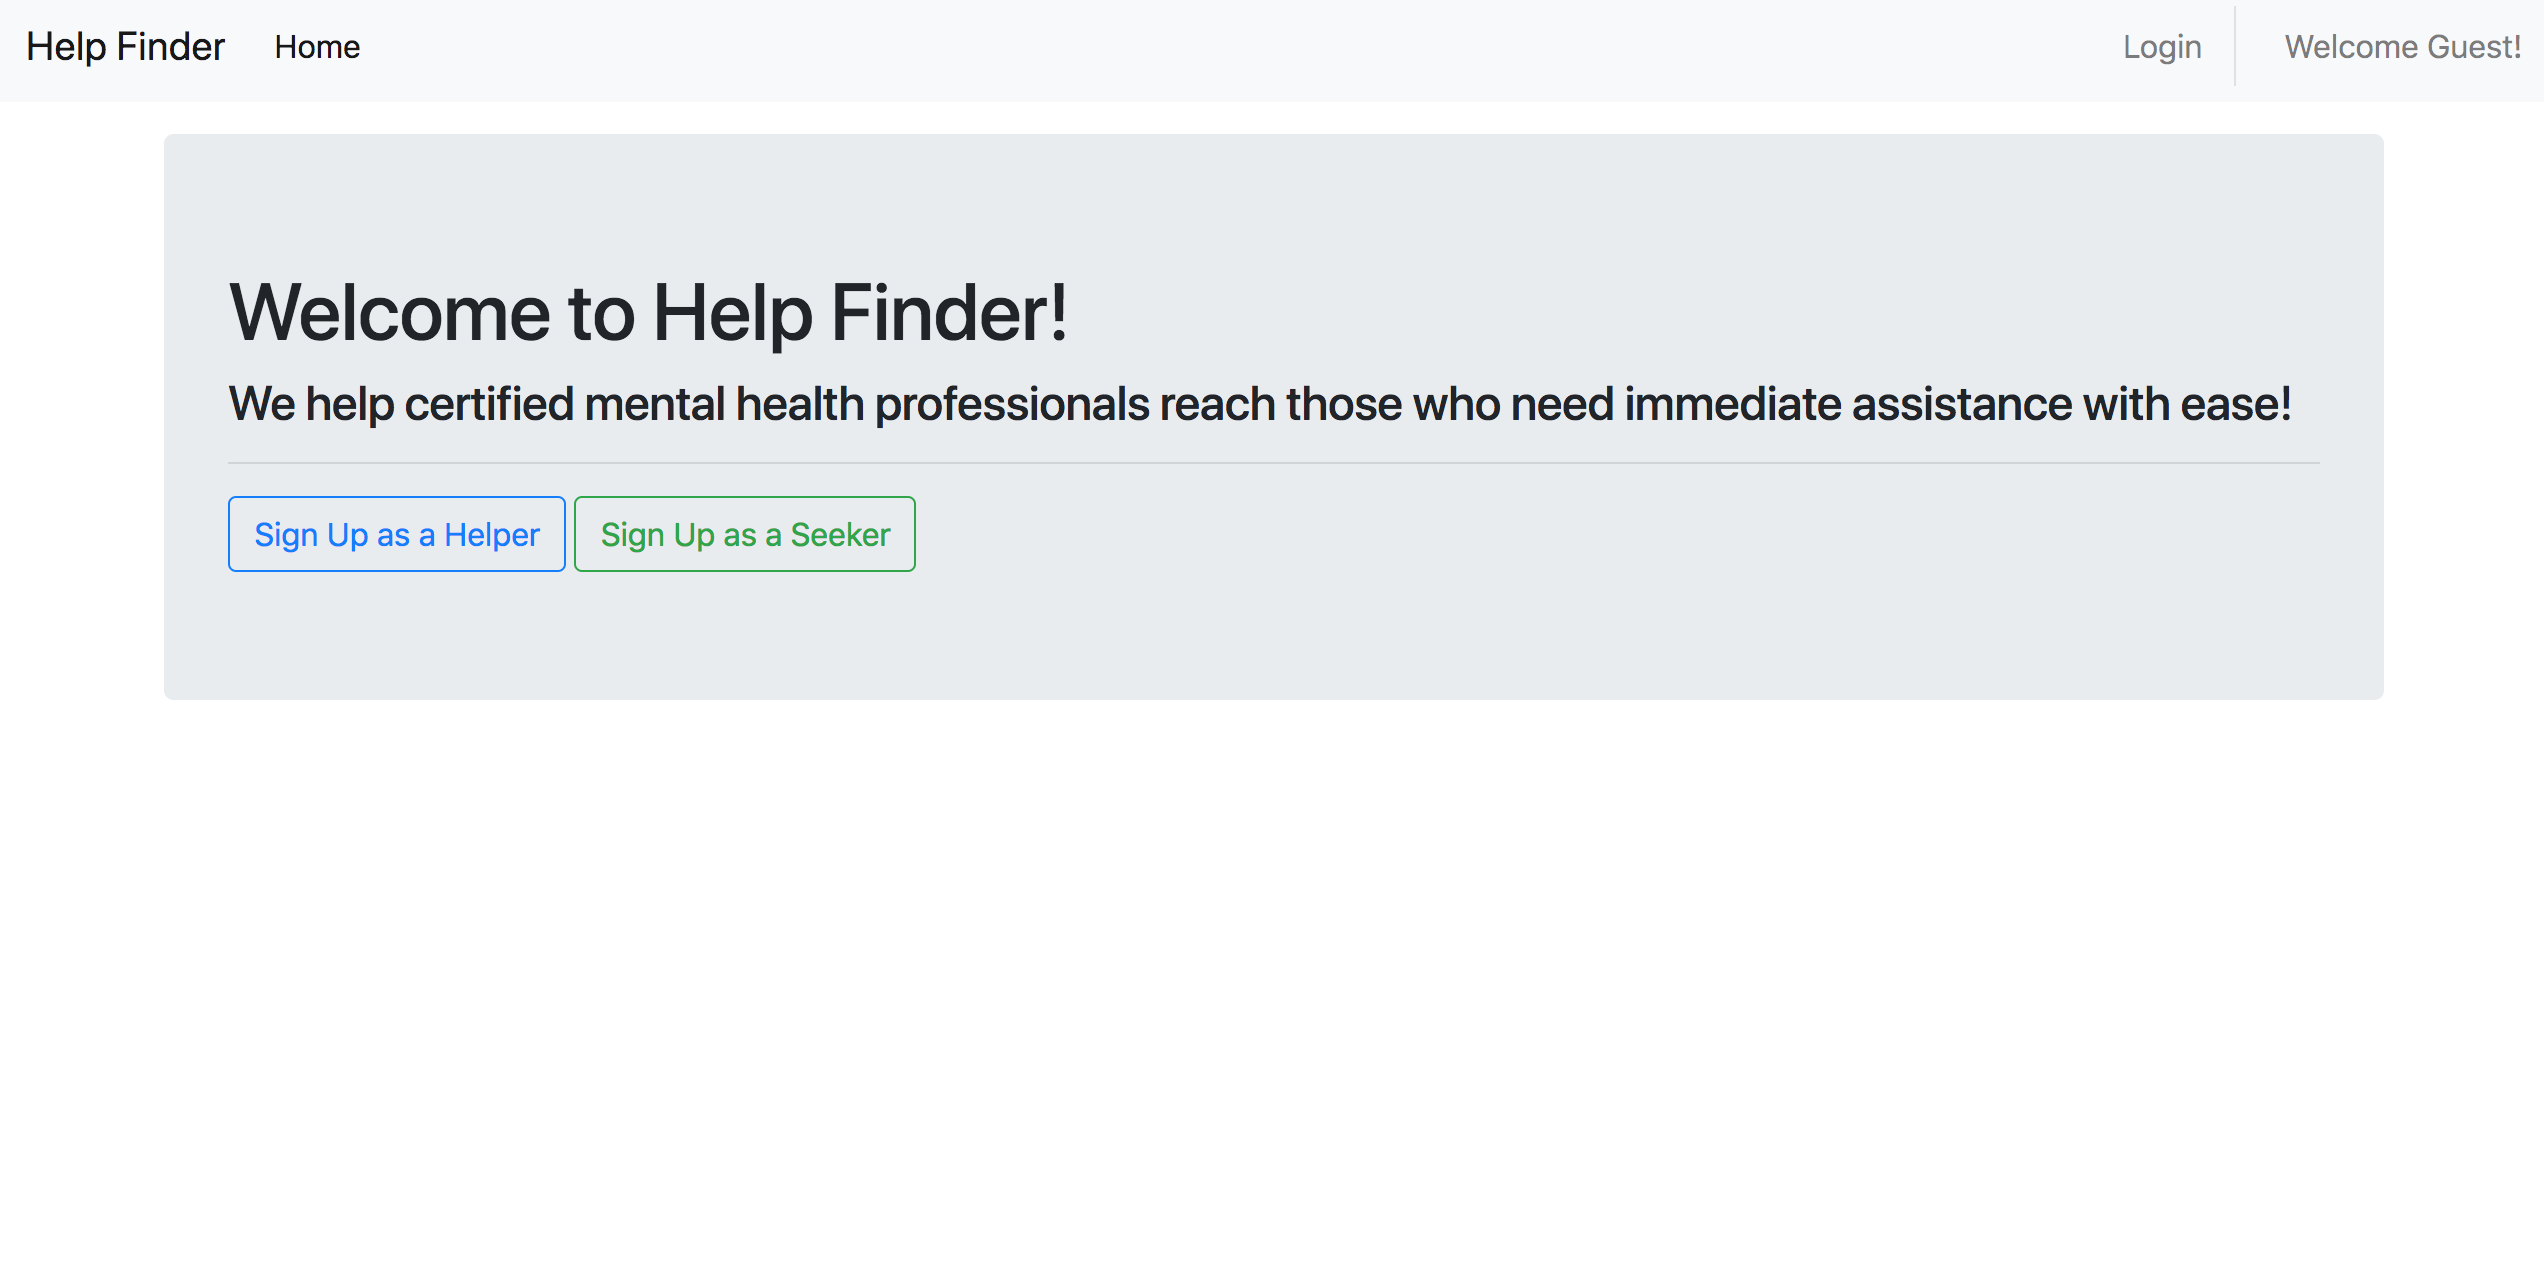 Help Finder Home Login Welcome Guest!
Welcome to Help Finder!
We help certified mental health professionals reach those who need immediate assistance with ease!
Sign Up as a Helper Sign Up as a Seeker